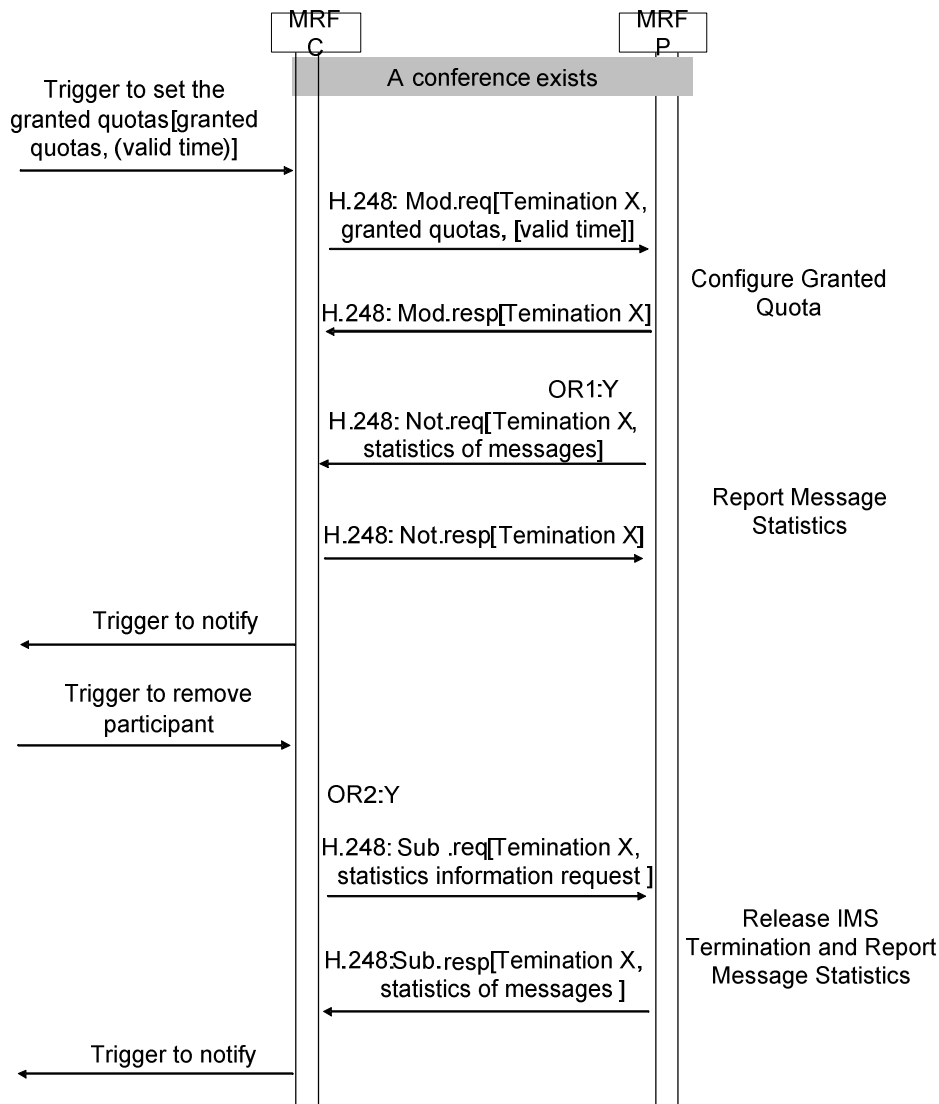 MRF
C
MRF
P
A conference exists
Trigger to set the
granted quotas[granted
quotas, (valid time)]
H.248: Mod.req[Temination X,
granted quotas, [valid time]]
Configure Granted
Quota
H.248: Mod.resp[Temination X]
OR1:Y
H.248: Not.req[Temination X,
statistics of messages]
Report Message
Statistics
H.248: Not.resp[Temination X]
Trigger to notify
Trigger to remove
participant
OR2:Y
H.248: Sub .req[Temination X,
statistics information request ]
Release IMS
Termination and Report
Message Statistics
H.248:Sub.resp[Temination X,
statistics of messages ]
Trigger to notify